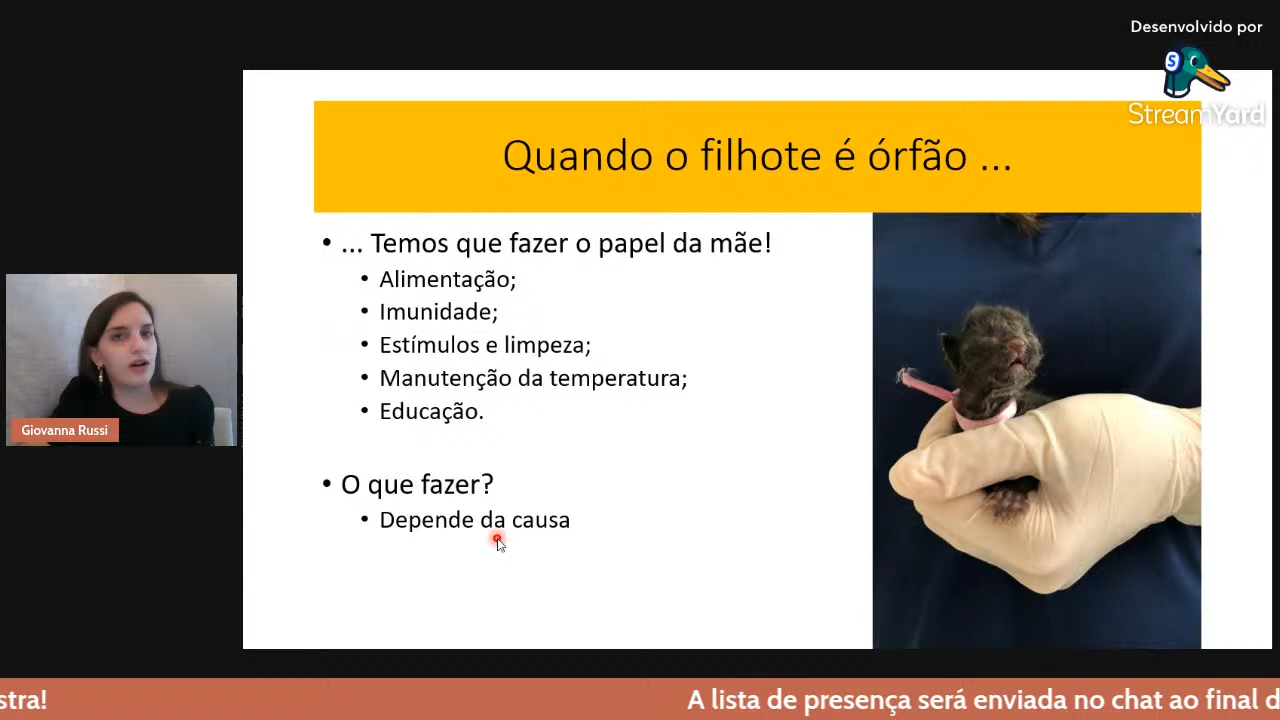 Desenvolvido por
S
StreamYard
Quando o filhote é órfão ...
• ... Temos que fazer o papel da mãe!
• Alimentação;
• Imunidade;
• Estímulos e limpeza;
• Manutenção da temperatura;
• Educação.
• O que fazer?
• Depende da causa
Giovanna Russi
stra!
A lista de presença será enviada no chat ao final d